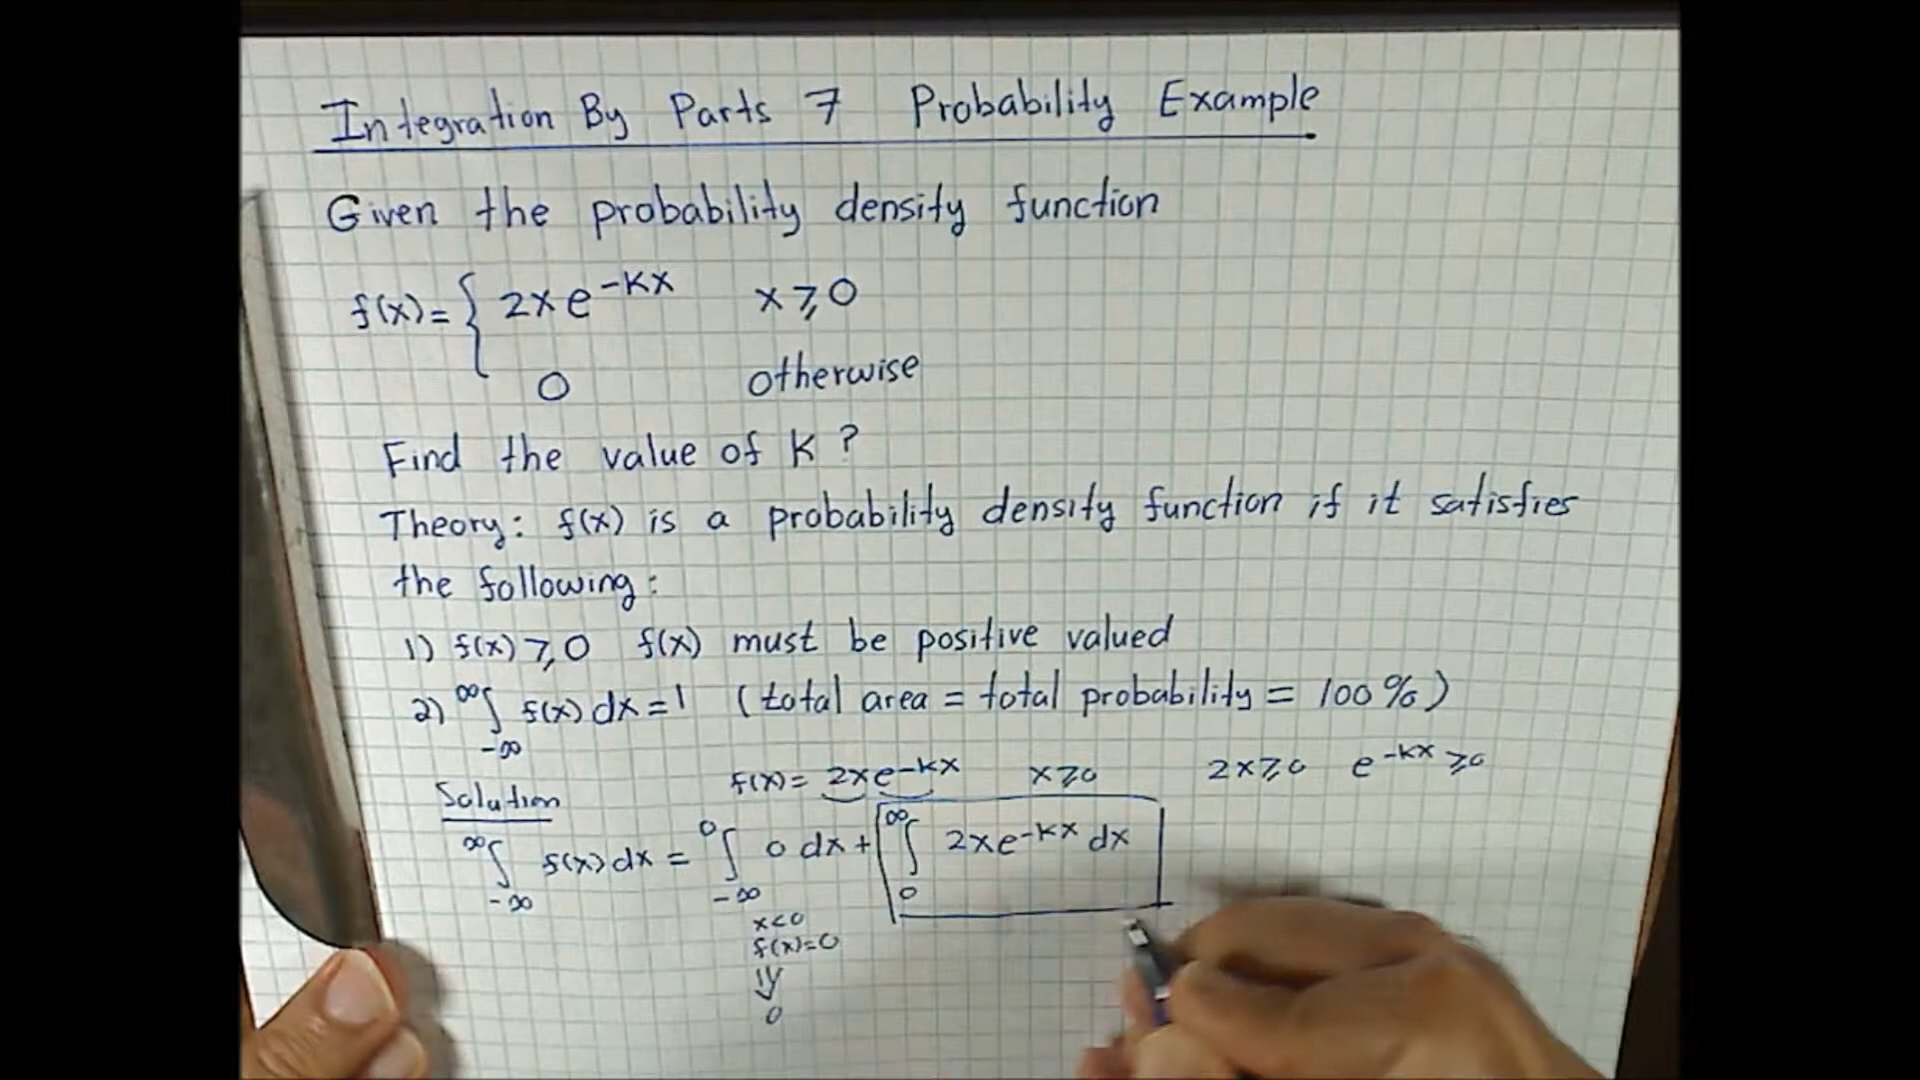 Integration By Parts 7 Probability Example
Given the probability density function
f(x)= { 2xe^-kx x⩾0
0 otherwise
Find the value of k?
Theory: f(x) is a probability density function if it satisfies
the following:
1) f(x)⩾0 f(x) must be positive valued
2) ∞∫-∞ f(x)dx=1 (total area = total probability = 100%)
f(x)= 2xe^-kx x⩾0 2x⩾0 e^-kx⩾0
Solution
∞∫-∞ f(x)dx = 0∫-∞ 0 dx + ∞∫0 2xe^-kx dx
x<0
f(x)=0
⇓
0